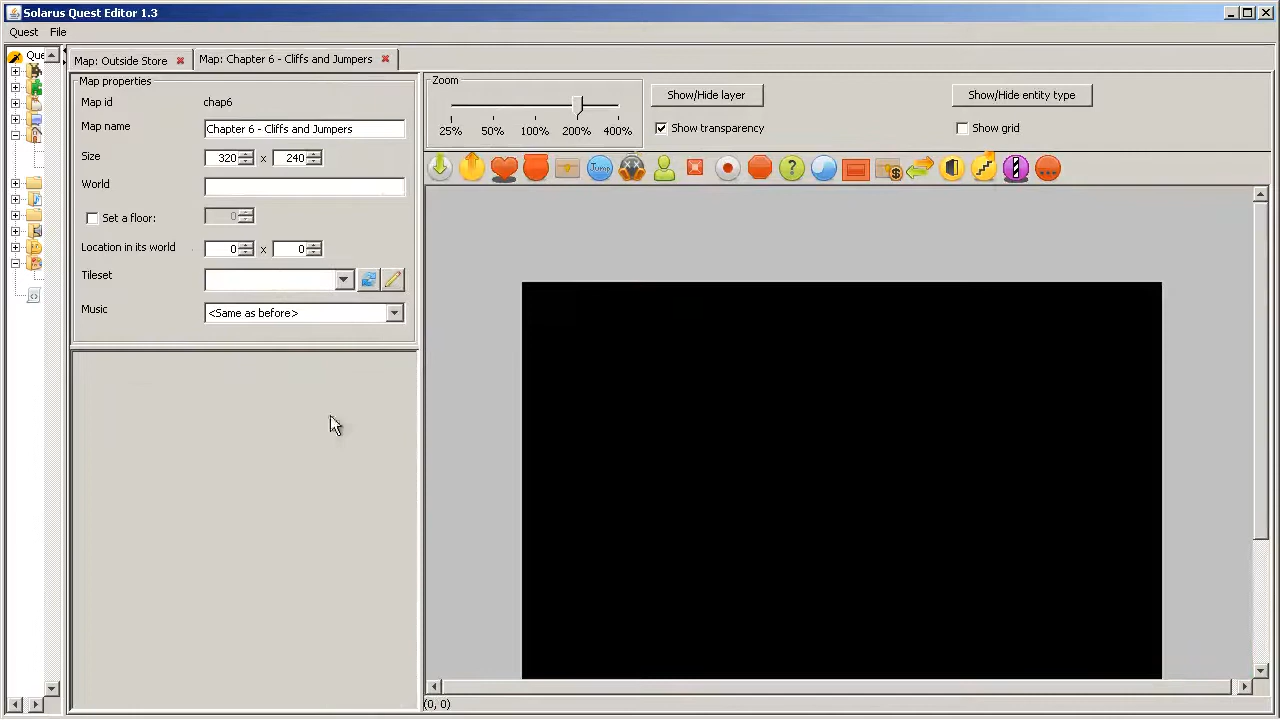 Solarus Quest Editor 1.3
Quest File
Que
Map: Outside Store
Map: Chapter 6 - Cliffs and Jumpers
Map properties
Map id chap6
Map name Chapter 6 - Cliffs and Jumpers
Size 320 x 240
World
Set a floor: 0
Location in its world 0 x 0
Tileset
Music <Same as before>
Zoom
25% 50% 100% 200% 400%
Show/Hide layer
Show transparency
Show/Hide entity type
Show grid
Jump
?
$
...
(0, 0)